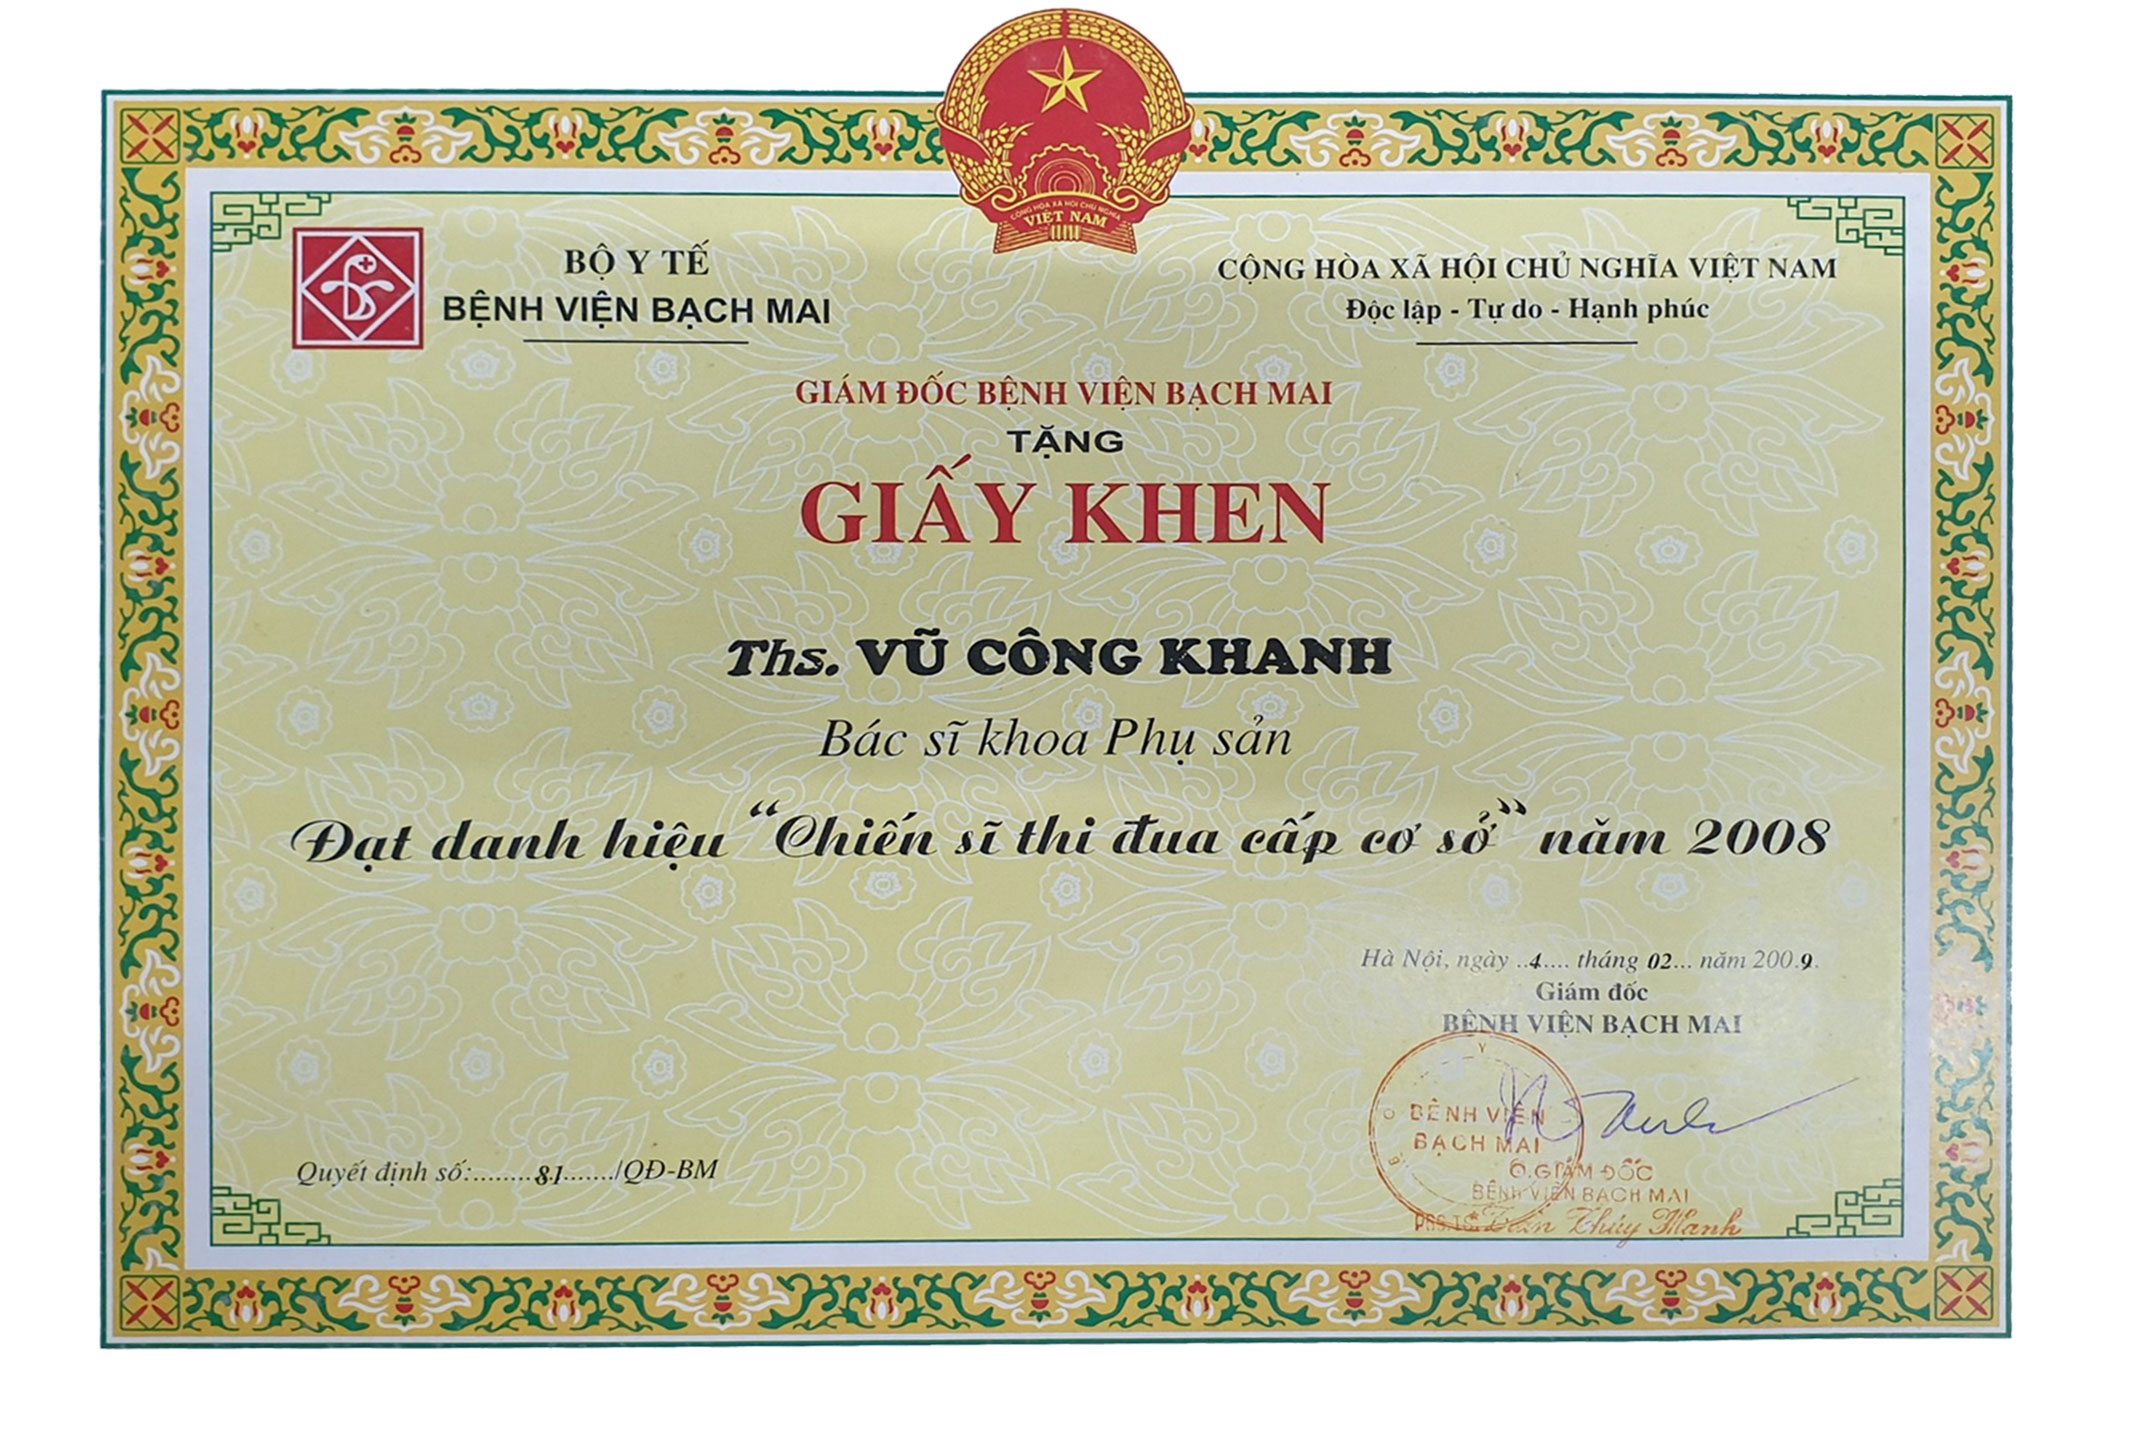 CỘNG HÒA XÃ HỘI CHỦ NGHĨA
VIỆT NAM
BỘ Y TẾ
BỆNH VIỆN BẠCH MAI
CỘNG HÒA XÃ HỘI CHỦ NGHĨA VIỆT NAM
Độc lập - Tự do - Hạnh phúc
GIÁM ĐỐC BỆNH VIỆN BẠCH MAI
TẶNG
GIẤY KHEN
Ths. VŨ CÔNG KHANH
Bác sĩ khoa Phụ sản
Đạt danh hiệu "Chiến sĩ thi đua cấp cơ sở" năm 2008
Hà Nội, ngày ..4.... tháng 02... năm 200.9.
Giám đốc
BỆNH VIỆN BẠCH MAI
BỆNH VIỆN
BẠCH MAI
GIÁM ĐỐC
BỆNH VIỆN BẠCH MAI
PGS.TS. Thúy Hạnh
Quyết định số:.........81......./QĐ-BM